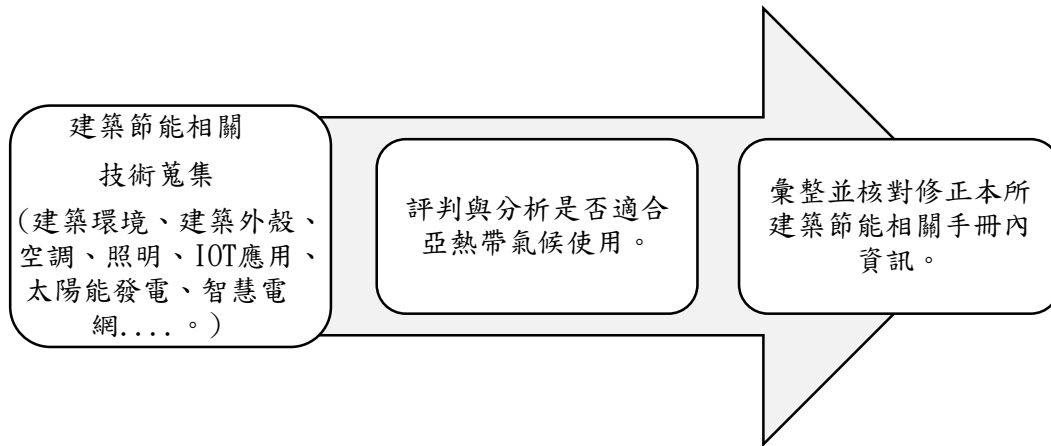 建築節能相關
技術蒐集
(建築環境、建築外殼、
空調、照明、IOT應用、
太陽能發電、智慧電
網....。)
評判與分析是否適合
亞熱帶氣候使用。
彙整並核對修正本所
建築節能相關手冊內
資訊。